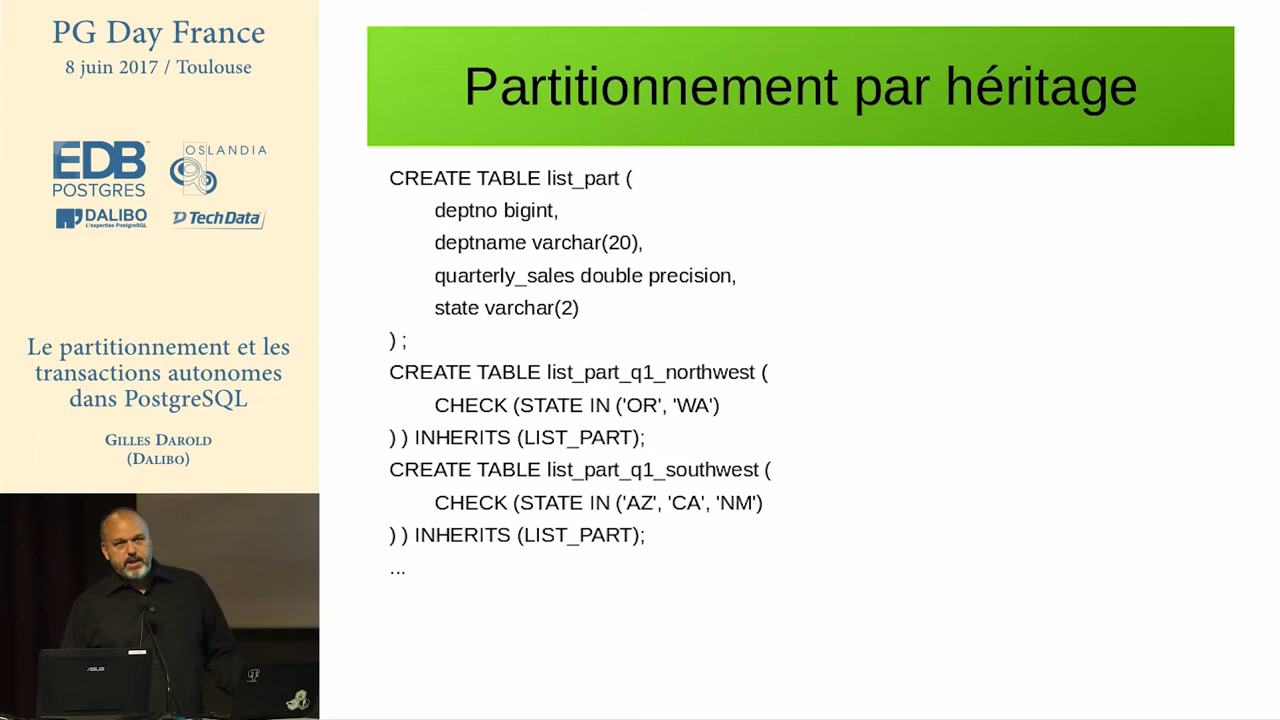 PG Day France
8 juin 2017 / Toulouse
EDB
POSTGRES
OSLANDIA
DALIBO
L'expertise PostgreSQL
Tech Data
Le partitionnement et les
transactions autonomes
dans PostgreSQL
GILLES DAROLD
(DALIBO)
ASUS
Partitionnement par héritage
CREATE TABLE list_part (
deptno bigint,
deptname varchar(20),
quarterly_sales double precision,
state varchar(2)
) ;
CREATE TABLE list_part_q1_northwest (
CHECK (STATE IN ('OR', 'WA')
) ) INHERITS (LIST_PART);
CREATE TABLE list_part_q1_southwest (
CHECK (STATE IN ('AZ', 'CA', 'NM')
) ) INHERITS (LIST_PART);
...